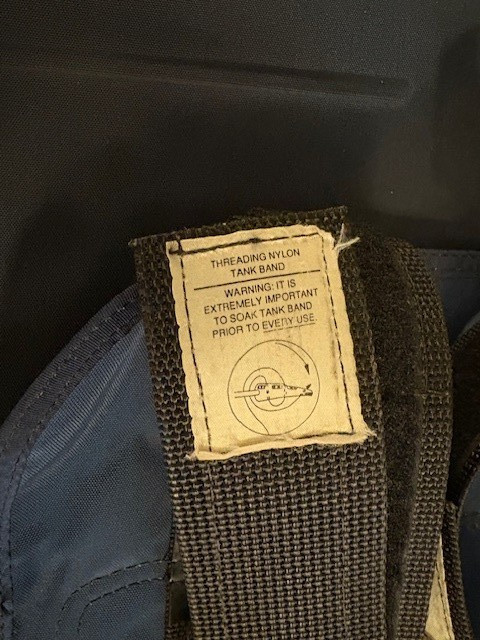 THREADING NYLON
TANK BAND
WARNING: IT IS
EXTREMELY IMPORTANT
TO SOAK TANK BAND
PRIOR TO EVERY USE.